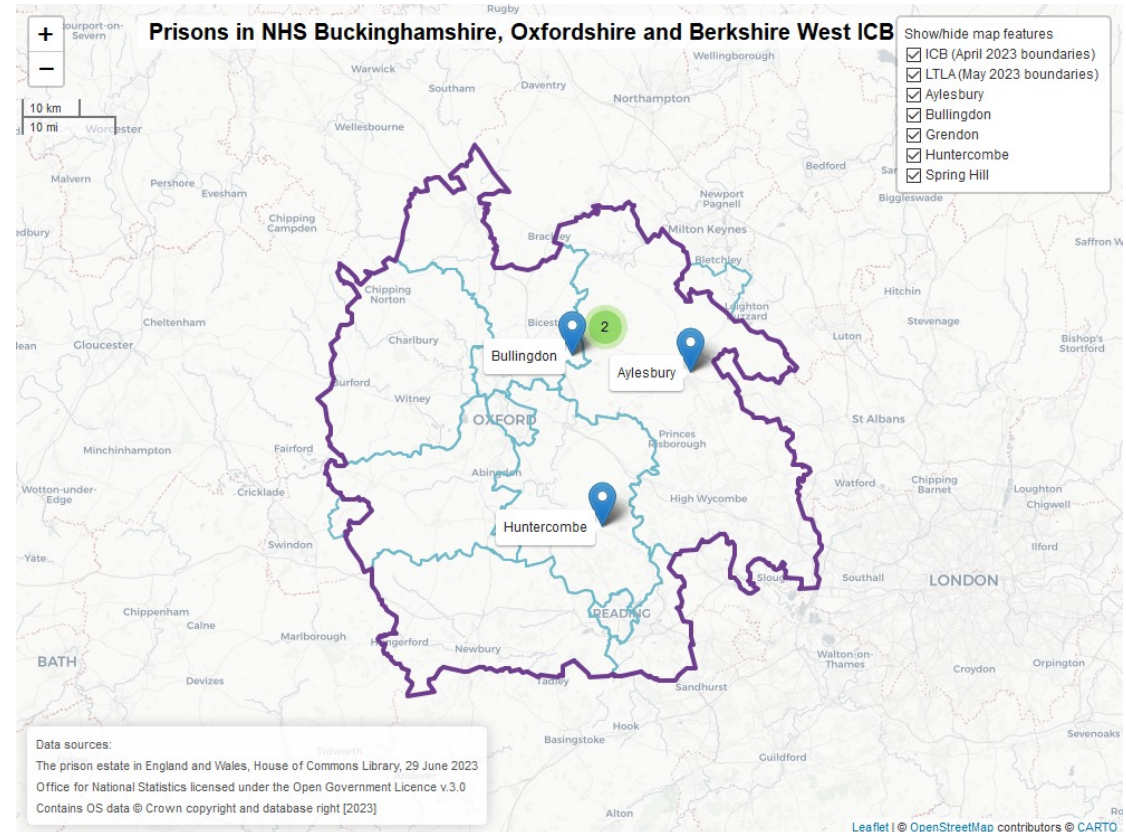 Rugby
Severn
Prisons in NHS Buckinghamshire, Oxfordshire and Berkshire West ICB
+
−
Show/hide map features
ICB (April 2023 boundaries)
LTLA (May 2023 boundaries)
Aylesbury
Bullingdon
Grendon
Huntercombe
Spring Hill
10 km
10 mi
Wellingborough
Warwick
Southam
Daventry
Northampton
Worcester
Wellesbourne
Bedford
Malvern
Pershore
Evesham
Newport
Pagnell
Biggleswade
Chipping
Campden
Brackley
Milton Keynes
Saffron W
Bletchley
Hitchin
Chipping
Norton
Leighton
Buzzard
Stevenage
Cheltenham
Gloucester
Charlbury
2
Luton
Bishop's
Stortford
Bullingdon
Aylesbury
Burford
Witney
OXFORD
St Albans
Minchinhampton
Fairford
Princes
Risborough
Abingdon
Watford
Chipping
Barnet
Loughton
Chigwell
Wotton-under-
Edge
Cricklade
High Wycombe
Huntercombe
Swindon
Ilford
Yate
Slough
Southall
LONDON
Chippenham
Calne
READING
Marlborough
Hungerford
Newbury
BATH
Walton-on-
Thames
Croydon
Orpington
Devizes
Tadley
Sandhurst
Hook
Basingstoke
Sevenoaks
Guildford
Alton
Data sources:
The prison estate in England and Wales, House of Commons Library, 29 June 2023
Office for National Statistics licensed under the Open Government Licence v.3.0
Contains OS data © Crown copyright and database right [2023]
Leaflet | © OpenStreetMap contributors © CARTO